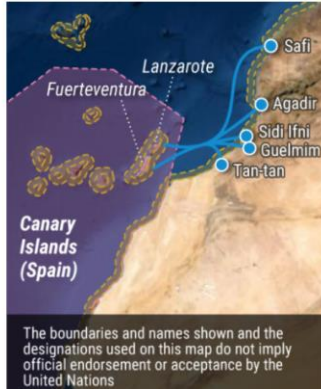 Safi
Lanzarote
Fuerteventura
Agadir
Sidi Ifni
Guelmim
Tan-tan
Canary
Islands
(Spain)
The boundaries and names shown and the
designations used on this map do not imply
official endorsement or acceptance by the
United Nations